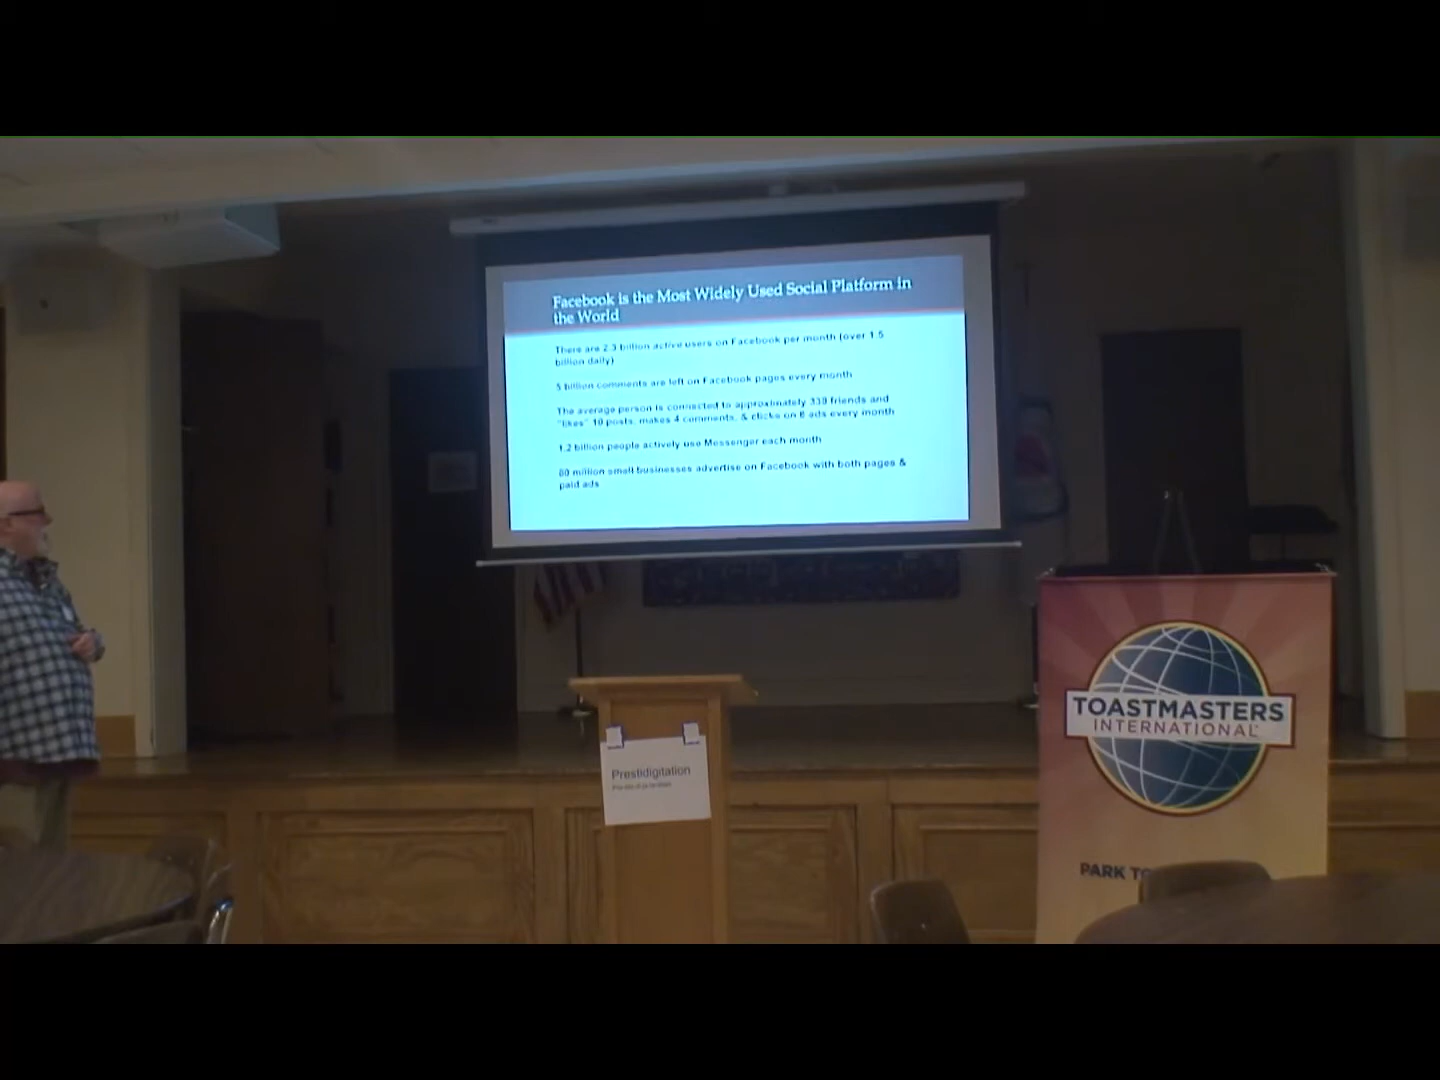 Facebook is the Most Widely Used Social Platform in
the World
There are 2.3 billion active users on Facebook per month (over 1.5
billion daily)
5 billion comments are left on Facebook pages every month
The average person is connected to approximately 338 friends and
"likes" 10 posts, makes 4 comments, & clicks on 8 ads every month
1.2 billion people actively use Messenger each month
80 million small businesses advertise on Facebook with both pages &
paid ads
Prestidigitation
TOASTMASTERS
INTERNATIONAL
PARK